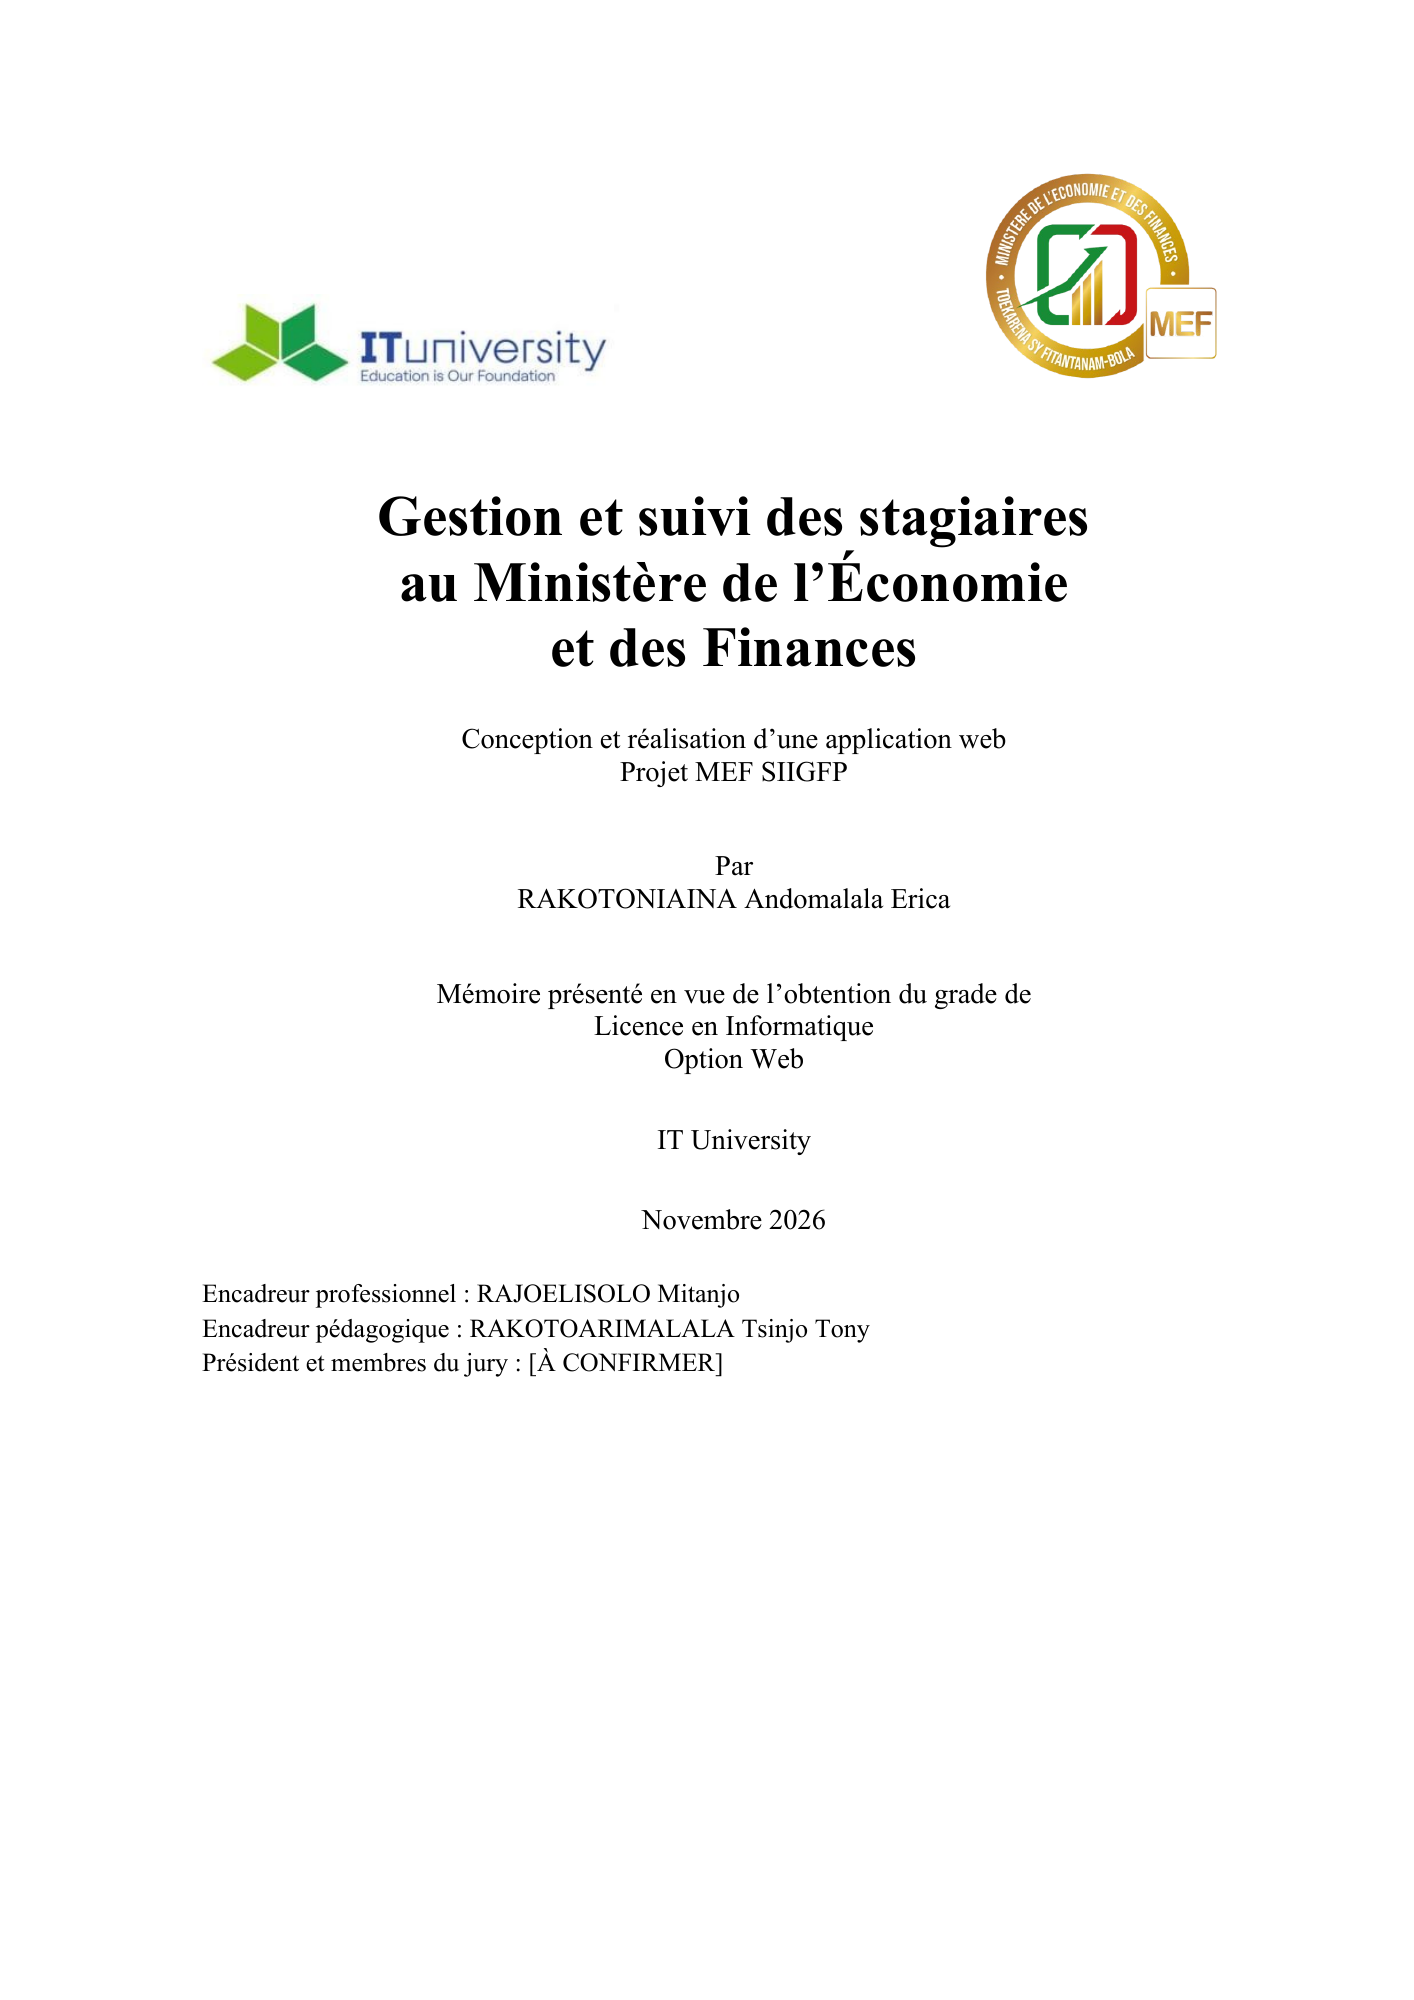 MINISTERE DE L'ECONOMIE ET DES FINANCES
TOEKARENA SY FITANTANAM-BOLA
MEF
ITuniversity
Education is Our Foundation
Gestion et suivi des stagiaires
au Ministère de l’Économie
et des Finances
Conception et réalisation d’une application web
Projet MEF SIIGFP
Par
RAKOTONIAINA Andomalala Erica
Mémoire présenté en vue de l’obtention du grade de
Licence en Informatique
Option Web
IT University
Novembre 2026
Encadreur professionnel : RAJOELISOLO Mitanjo
Encadreur pédagogique : RAKOTOARIMALALA Tsinjo Tony
Président et membres du jury : [À CONFIRMER]